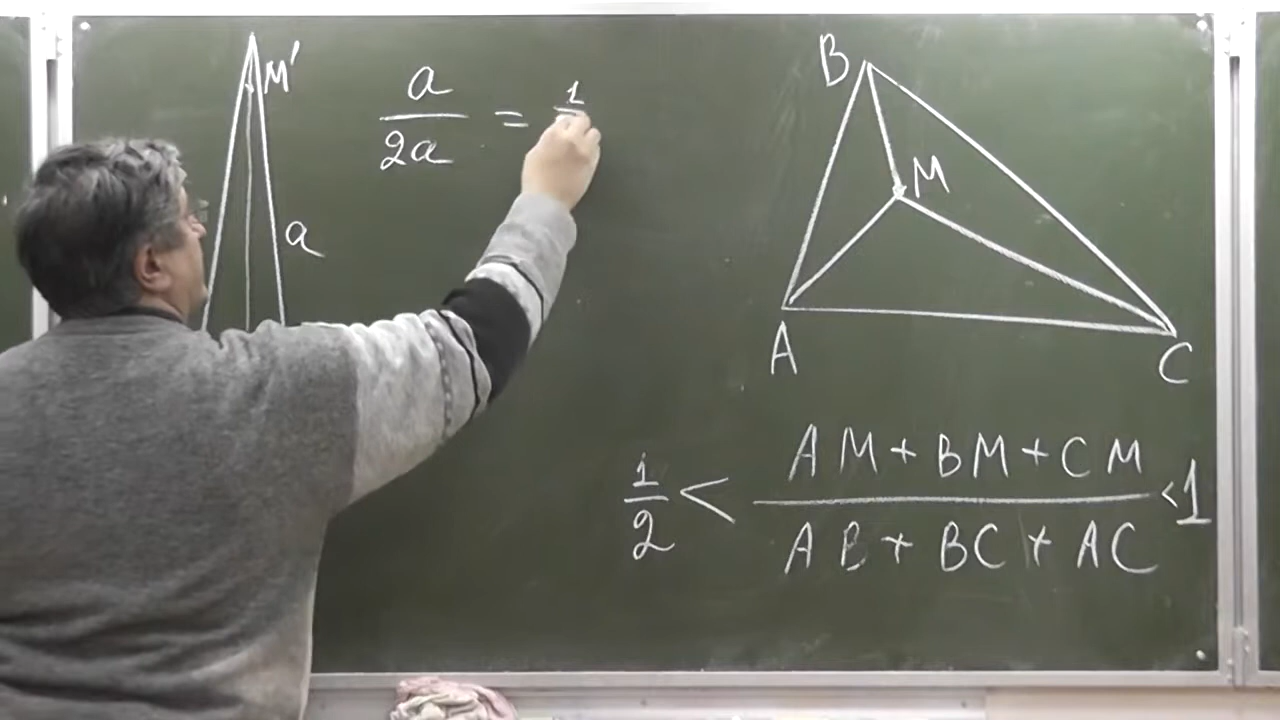 M'
a
a
2a
=
1
B
M
A
C
1/2 < (AM + BM + CM)/(AB + BC + AC) < 1